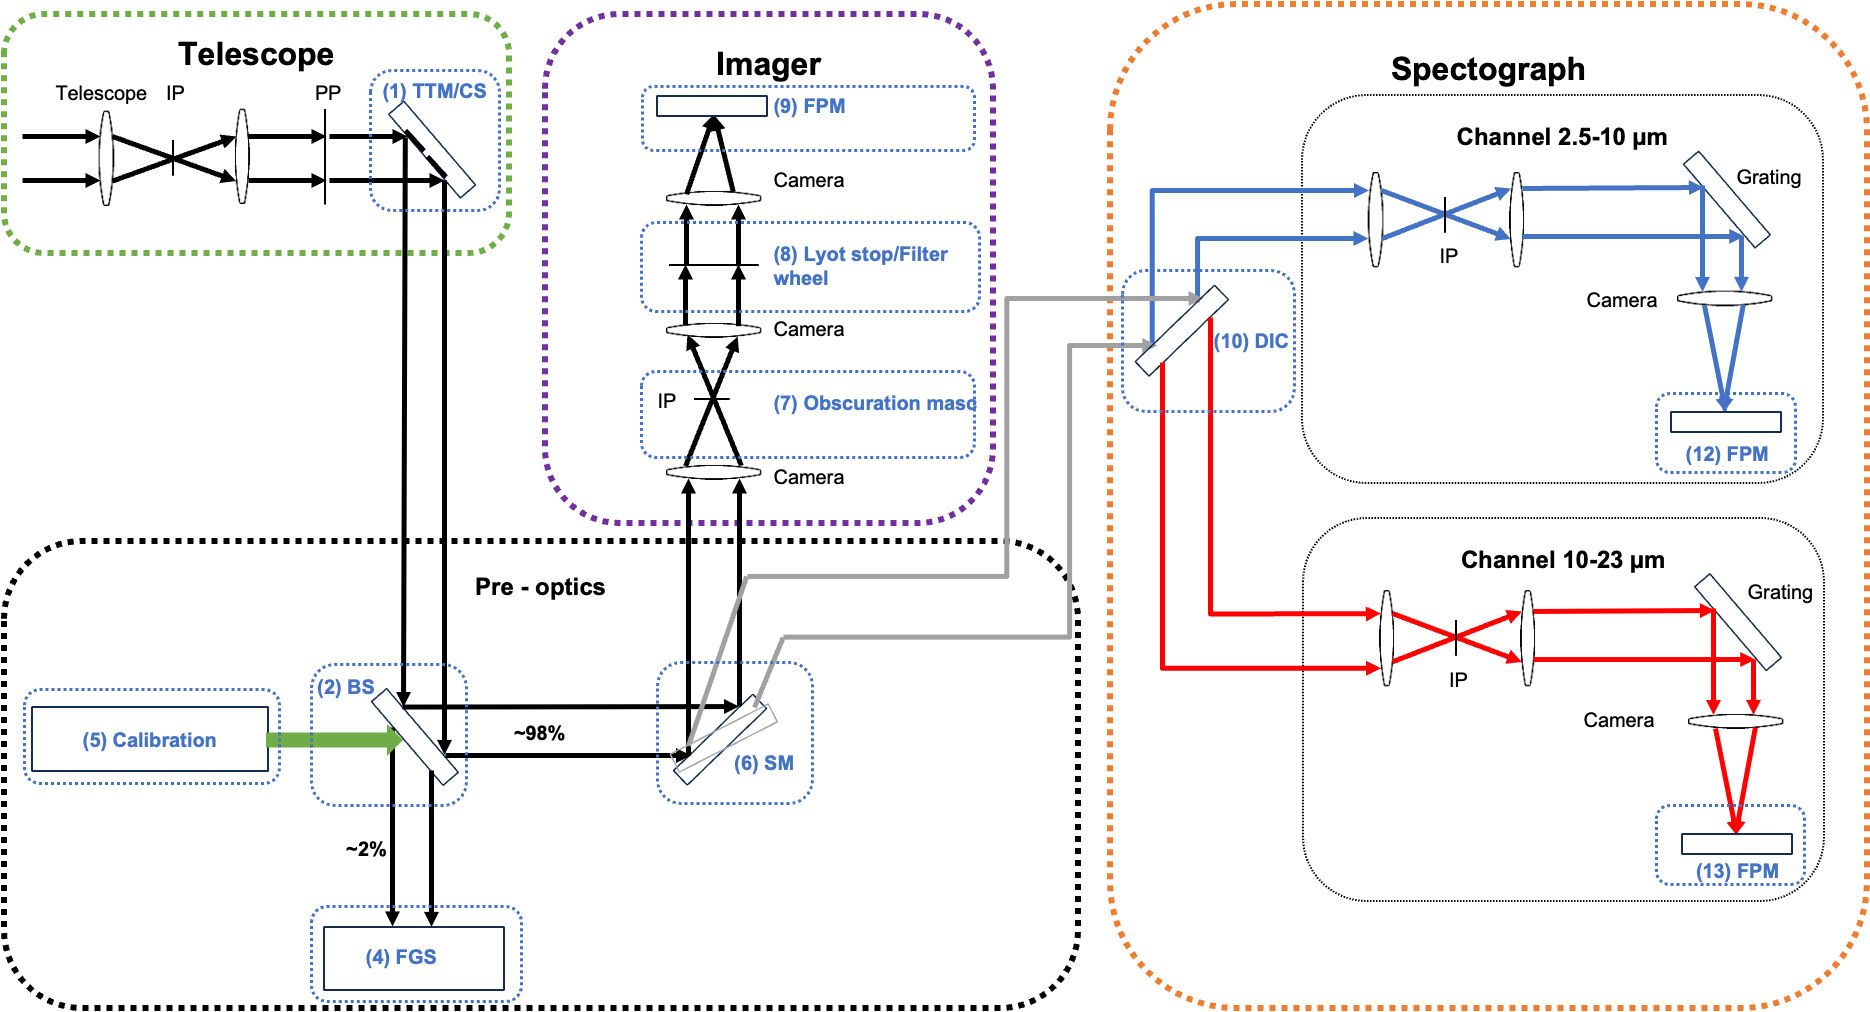 Telescope
Telescope
IP
PP
(1) TTM/CS
Imager
(9) FPM
Camera
(8) Lyot stop/Filter
wheel
Camera
IP
(7) Obscuration masc
Camera
Spectograph
Channel 2.5-10 µm
Grating
IP
Camera
(10) DIC
(12) FPM
Channel 10-23 µm
Grating
IP
Camera
(13) FPM
Pre - optics
(2) BS
(5) Calibration
~98%
(6) SM
~2%
(4) FGS